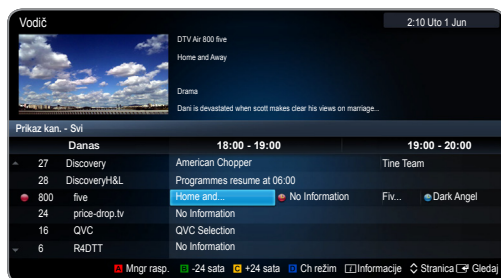 Vodič
2:10 Uto 1 Jun
DTV Air 800 five
Home and Away
Drama
Dani is devastated when scott makes clear his views on marriage...
Prikaz kan. - Svi
Danas 18:00 - 19:00 19:00 - 20:00
27 Discovery American Chopper Tine Team
28 DiscoveryH&L Programmes resume at 06:00
800 five Home and... No Information Fiv... Dark Angel
24 price-drop.tv No Information
16 QVC QVC Selection
6 R4DTT No Information
A Mngr rasp. B -24 sata C +24 sata D Ch režim i Informacije Stranica Gledaj